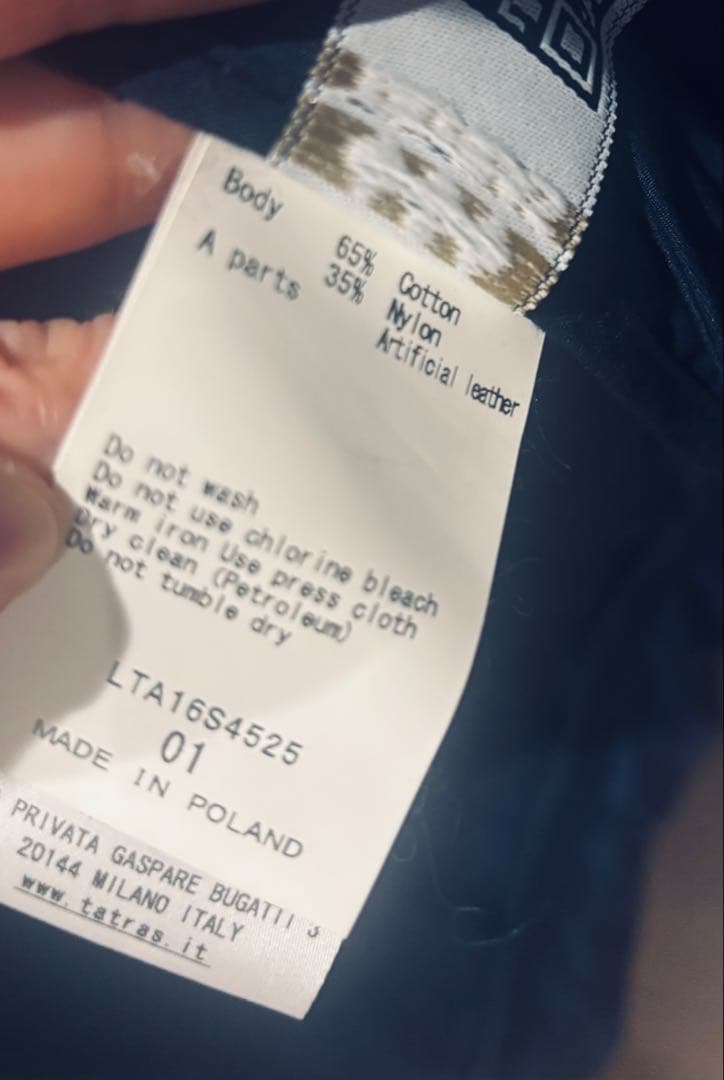 Body 65% Cotton
35% Nylon
A parts Artificial leather
Do not wash
Do not use chlorine bleach
Warm iron Use press cloth
Dry clean (Petroleum)
Do not tumble dry
LTA16S4525
01
MADE IN POLAND
PRIVATA GASPARE BUGATTI 3
20144 MILANO ITALY
www.tatras.it